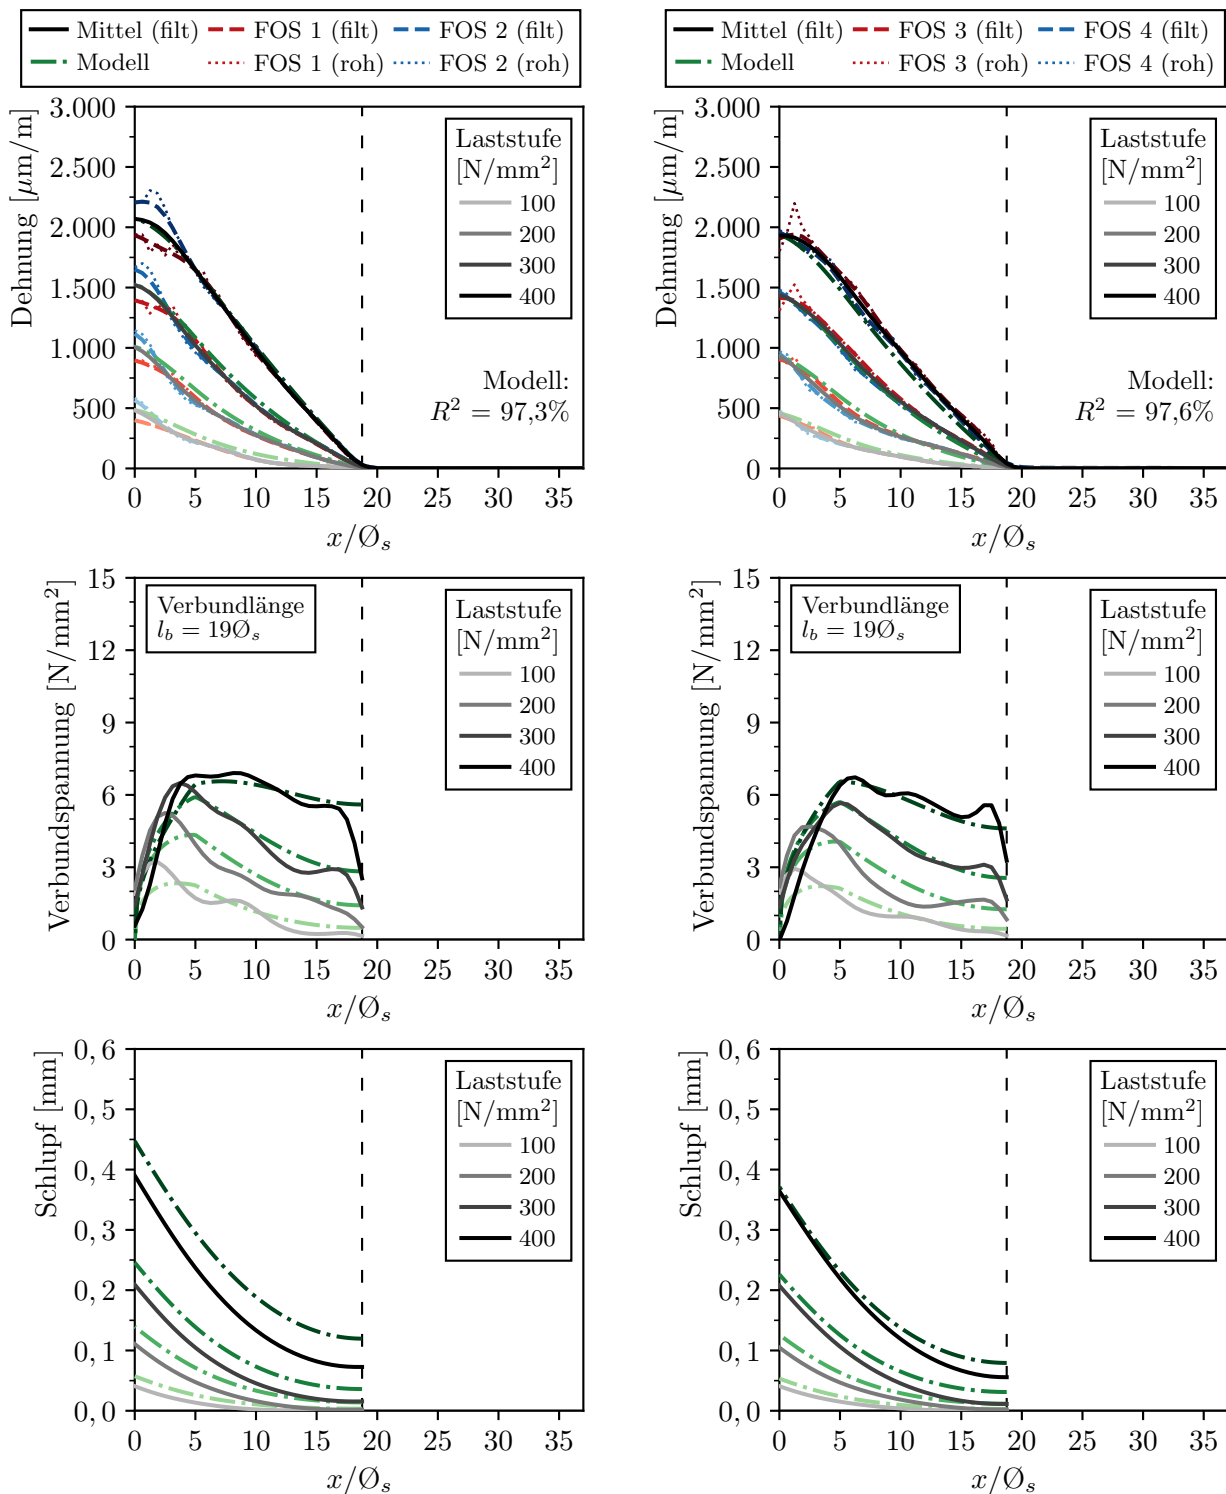 Mittel (filt) FOS 1 (filt) FOS 2 (filt)
Modell FOS 1 (roh) FOS 2 (roh)
3.000
2.500
2.000
1.500
1.000
500
0
Dehnung [μm/m]
Laststufe
[N/mm²]
100
200
300
400
Modell:
R² = 97,3%
0 5 10 15 20 25 30 35
x/Ø_s
Mittel (filt) FOS 3 (filt) FOS 4 (filt)
Modell FOS 3 (roh) FOS 4 (roh)
3.000
2.500
2.000
1.500
1.000
500
0
Dehnung [μm/m]
Laststufe
[N/mm²]
100
200
300
400
Modell:
R² = 97,6%
0 5 10 15 20 25 30 35
x/Ø_s
15
12
9
6
3
0
Verbundspannung [N/mm²]
Verbundlänge
l_b = 19Ø_s
Laststufe
[N/mm²]
100
200
300
400
0 5 10 15 20 25 30 35
x/Ø_s
15
12
9
6
3
0
Verbundspannung [N/mm²]
Verbundlänge
l_b = 19Ø_s
Laststufe
[N/mm²]
100
200
300
400
0 5 10 15 20 25 30 35
x/Ø_s
0,6
0,5
0,4
0,3
0,2
0,1
0,0
Schlupf [mm]
Laststufe
[N/mm²]
100
200
300
400
0 5 10 15 20 25 30 35
x/Ø_s
0,6
0,5
0,4
0,3
0,2
0,1
0,0
Schlupf [mm]
Laststufe
[N/mm²]
100
200
300
400
0 5 10 15 20 25 30 35
x/Ø_s